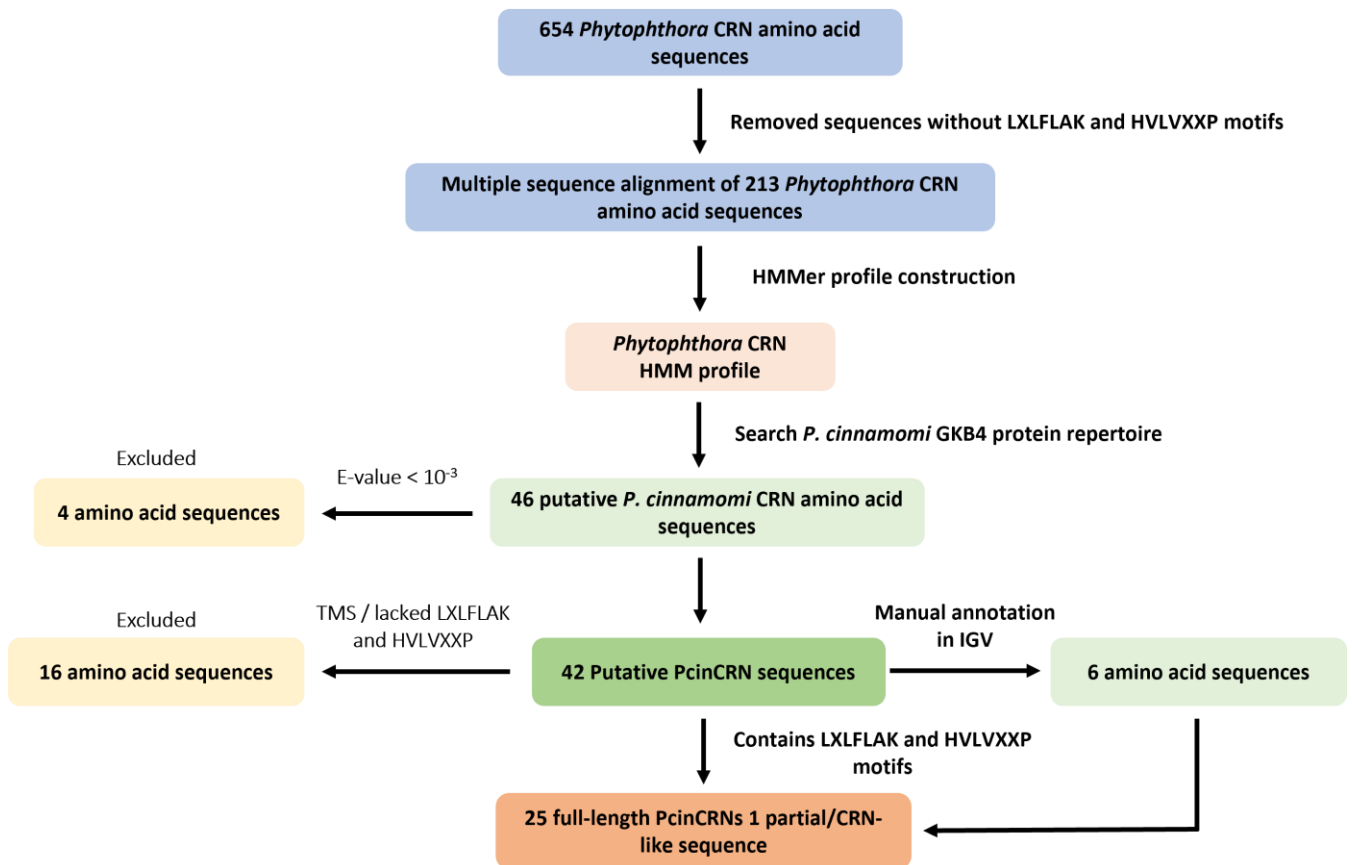 654 Phytophthora CRN amino acid
sequences
Removed sequences without LXLFLAK and HVLVXXP motifs
Multiple sequence alignment of 213 Phytophthora CRN
amino acid sequences
HMMer profile construction
Phytophthora CRN
HMM profile
Search P. cinnamomi GKB4 protein repertoire
Excluded
E-value < 10⁻³
4 amino acid sequences
46 putative P. cinnamomi CRN amino acid
sequences
Excluded
TMS / lacked LXLFLAK
and HVLVXXP
Manual annotation
in IGV
16 amino acid sequences
42 Putative PcinCRN sequences
6 amino acid sequences
Contains LXLFLAK and HVLVXXP
motifs
25 full-length PcinCRNs 1 partial/CRN-
like sequence